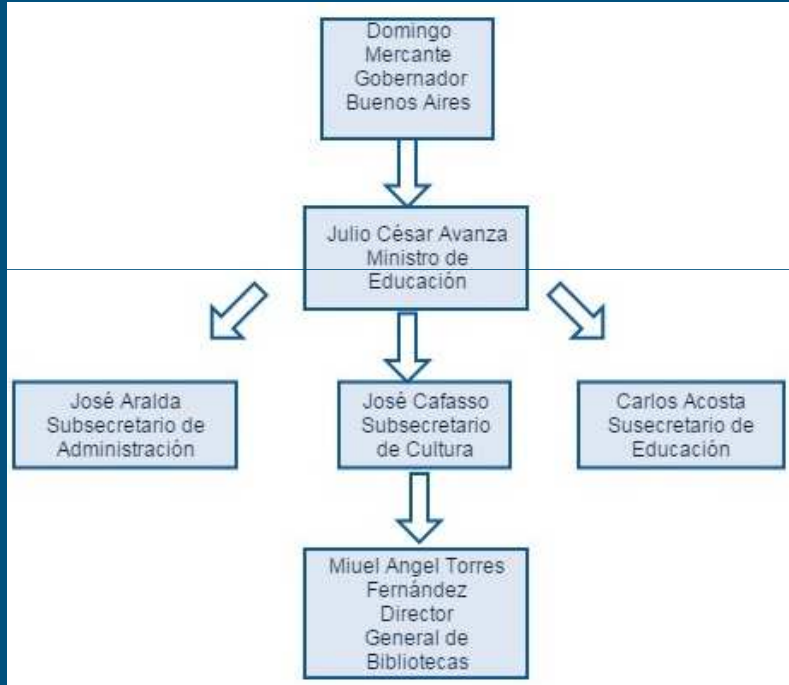 Domingo
Mercante
Gobernador
Buenos Aires
Julio César Avanza
Ministro de
Educación
José Aralda
Subsecretario de
Administración
José Cafasso
Subsecretario
de Cultura
Carlos Acosta
Susecretario de
Educación
Miuel Angel Torres
Fernández
Director
General de
Bibliotecas